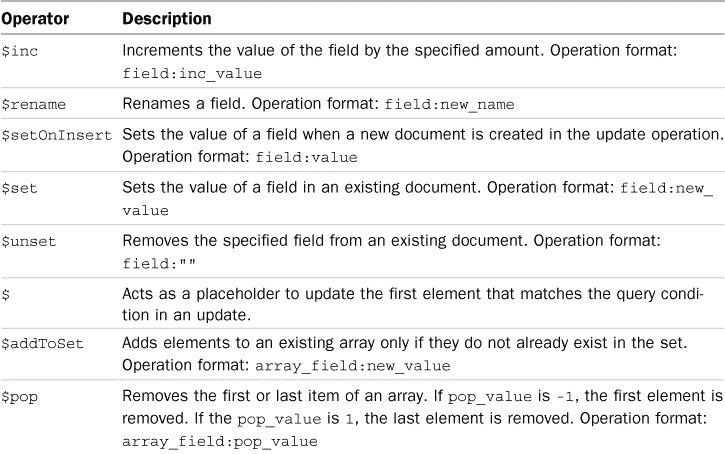 Operator Description
$inc Increments the value of the field by the specified amount. Operation format:
field:inc_value
$rename Renames a field. Operation format: field:new_name
$setOnInsert Sets the value of a field when a new document is created in the update operation.
Operation format: field:value
$set Sets the value of a field in an existing document. Operation format: field:new_
value
$unset Removes the specified field from an existing document. Operation format:
field:""
$ Acts as a placeholder to update the first element that matches the query condi-
tion in an update.
$addToSet Adds elements to an existing array only if they do not already exist in the set.
Operation format: array_field:new_value
$pop Removes the first or last item of an array. If pop_value is -1, the first element is
removed. If the pop_value is 1, the last element is removed. Operation format:
array_field:pop_value